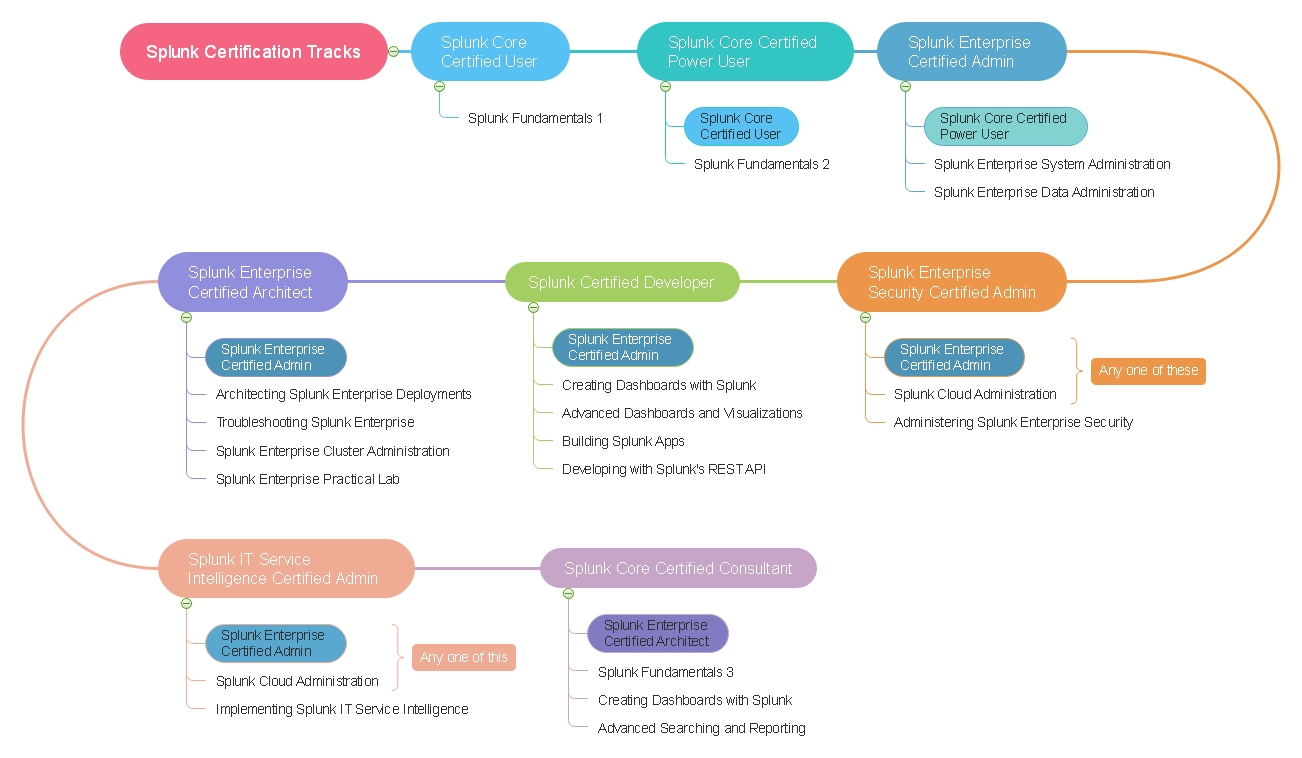 Splunk Certification Tracks
Splunk Core
Certified User
Splunk Fundamentals 1
Splunk Core Certified
Power User
Splunk Core
Certified User
Splunk Fundamentals 2
Splunk Enterprise
Certified Admin
Splunk Core Certified
Power User
Splunk Enterprise System Administration
Splunk Enterprise Data Administration
Splunk Enterprise
Security Certified Admin
Splunk Enterprise
Certified Admin
Splunk Cloud Administration
Any one of these
Administering Splunk Enterprise Security
Splunk Certified Developer
Splunk Enterprise
Certified Admin
Creating Dashboards with Splunk
Advanced Dashboards and Visualizations
Building Splunk Apps
Developing with Splunk's REST API
Splunk Enterprise
Certified Architect
Splunk Enterprise
Certified Admin
Architecting Splunk Enterprise Deployments
Troubleshooting Splunk Enterprise
Splunk Enterprise Cluster Administration
Splunk Enterprise Practical Lab
Splunk IT Service
Intelligence Certified Admin
Splunk Enterprise
Certified Admin
Splunk Cloud Administration
Any one of this
Implementing Splunk IT Service Intelligence
Splunk Core Certified Consultant
Splunk Enterprise
Certified Architect
Splunk Fundamentals 3
Creating Dashboards with Splunk
Advanced Searching and Reporting